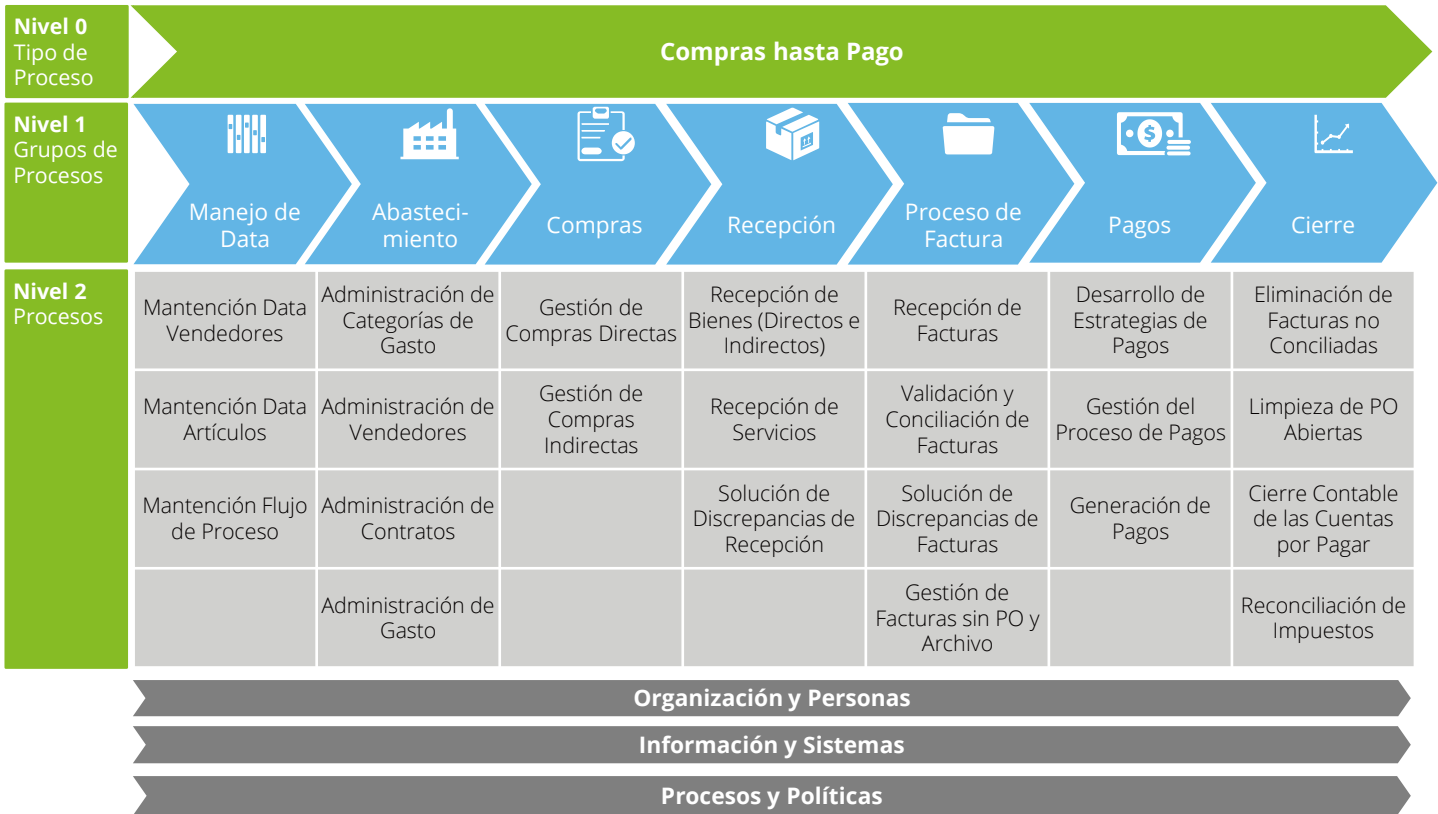 Nivel 0
Tipo de
Proceso
Compras hasta Pago
Nivel 1
Grupos de
Procesos
Manejo de
Data
Abasteci-
miento
Compras
Recepción
Proceso de
Factura
Pagos
Cierre
Nivel 2
Procesos
Mantención Data
Vendedores
Administración de
Categorías de
Gasto
Gestión de
Compras Directas
Recepción de
Bienes (Directos e
Indirectos)
Recepción de
Facturas
Desarrollo de
Estrategias de
Pagos
Eliminación de
Facturas no
Conciliadas
Mantención Data
Artículos
Administración de
Vendedores
Gestión de
Compras
Indirectas
Recepción de
Servicios
Validación y
Conciliación de
Facturas
Gestión del
Proceso de Pagos
Limpieza de PO
Abiertas
Mantención Flujo
de Proceso
Administración de
Contratos
Solución de
Discrepancias de
Recepción
Solución de
Discrepancias de
Facturas
Generación de
Pagos
Cierre Contable
de las Cuentas
por Pagar
Administración de
Gasto
Gestión de
Facturas sin PO y
Archivo
Reconciliación de
Impuestos
Organización y Personas
Información y Sistemas
Procesos y Políticas